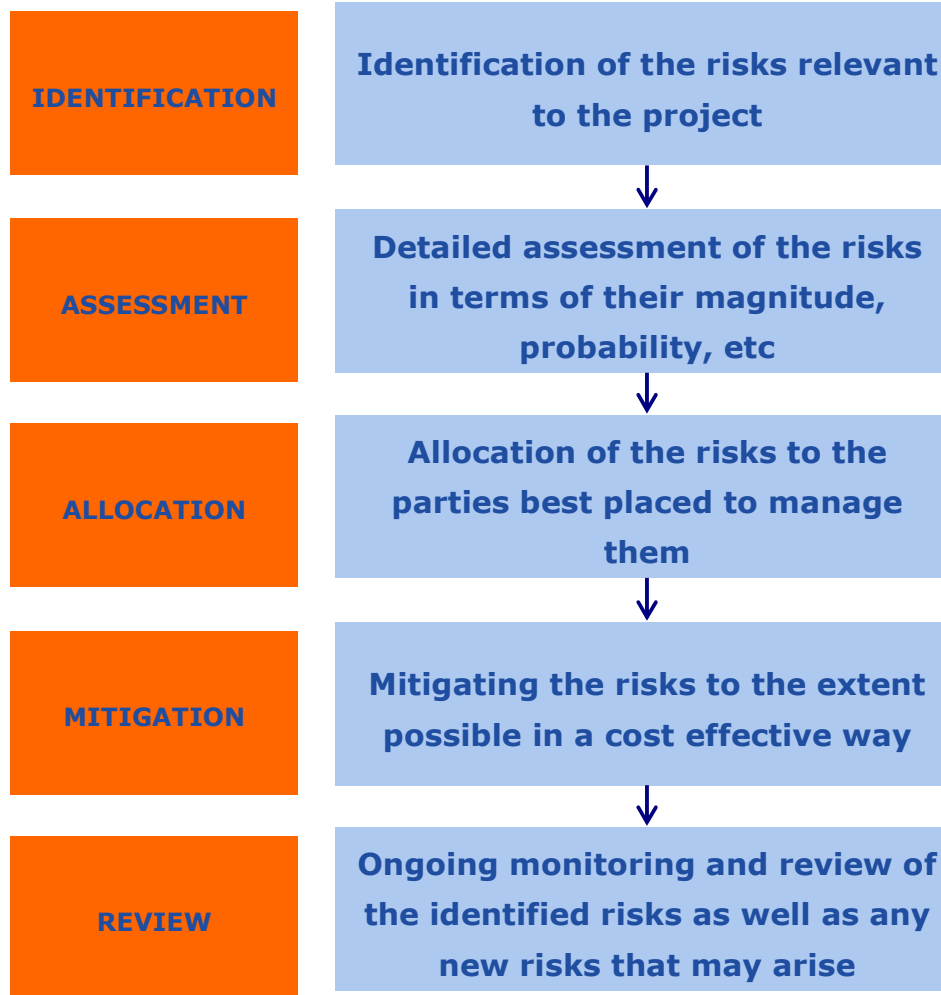 IDENTIFICATION
Identification of the risks relevant
to the project
ASSESSMENT
Detailed assessment of the risks
in terms of their magnitude,
probability, etc
ALLOCATION
Allocation of the risks to the
parties best placed to manage
them
MITIGATION
Mitigating the risks to the extent
possible in a cost effective way
REVIEW
Ongoing monitoring and review of
the identified risks as well as any
new risks that may arise